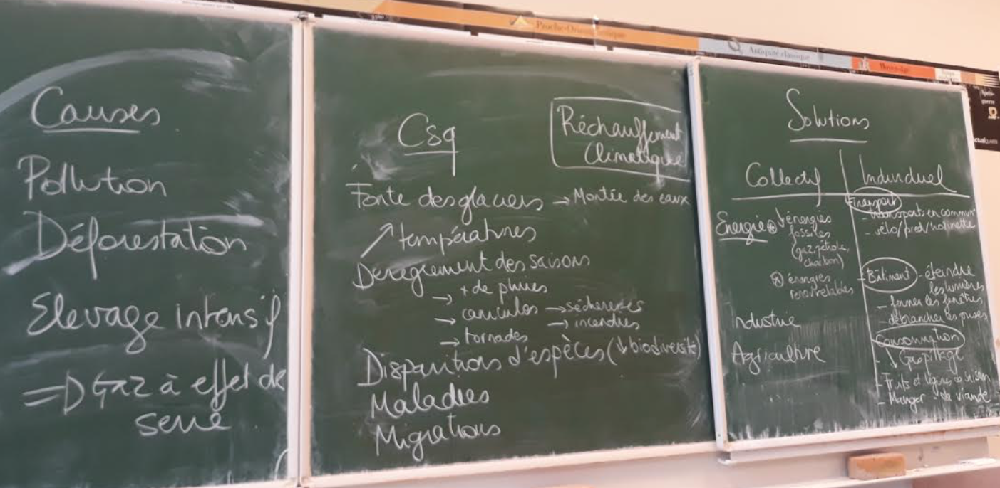 Proche-Orient antique
Antiquité classique
Moyen-âge
Causes
Pollution
Déforestation
Elevage intensif
=> Gaz à effet de
serre
Csq
Réchauffement
Climatique
Fonte des glaciers → Montée des eaux
↗ températures
Dérèglement des saisons
→ + de pluies
→ canicules → sécheresses
→ incendies
→ tornades
Disparitions d'espèces (↓ biodiversité)
Maladies
Migrations
Solutions
Collectif
Energie ⊕ ↓ énergies
fossiles
(gaz, pétrole,
charbon)
⊗ énergies
renouvelables
Industrie
Agriculture
Individuel
Transport
- transport en commun
- vélo/pied/trotinette
- Bâtiment - éteindre
les lumières
- fermer les fenêtres
- débrancher les prises
Consommation
- ↓ Gaspillage
- Fruits et légumes de saison
- Manger - de viande